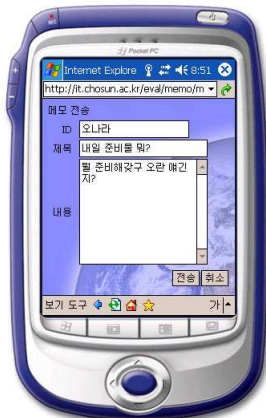 Pocket PC
Internet Explore 8:51
http://it.chosun.ac.kr/eval/memo/m
메모 전송
ID 오나라
제목 내일 준비물 뭐?
내용
뭘 준비해갖구 오란 얘긴
지?
전송 취소
보기 도구 가